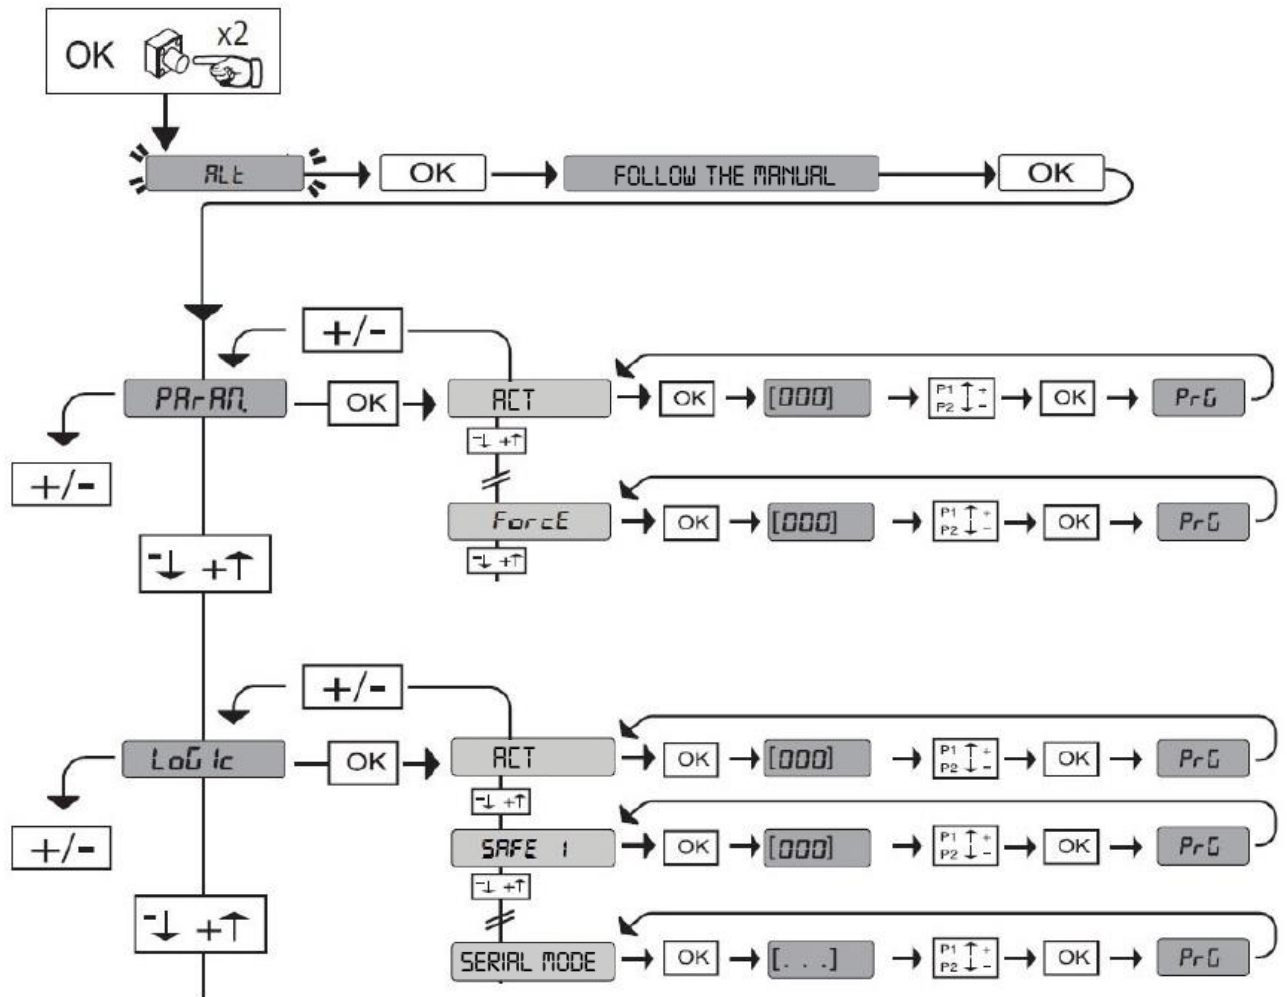 OK x2
ALt OK FOLLOW THE MANUAL OK
+/-
PArAM. OK ACT OK [000] P1 ↑ + P2 ↓ - OK PrG
-↓ +↑
+/-
ForcE OK [000] P1 ↑ + P2 ↓ - OK PrG
-↓ +↑
-↓ +↑
+/-
LoGIc OK ACT OK [000] P1 ↑ + P2 ↓ - OK PrG
-↓ +↑
+/-
SAFE 1 OK [000] P1 ↑ + P2 ↓ - OK PrG
-↓ +↑
-↓ +↑
SERIAL MODE OK [...] P1 ↑ + P2 ↓ - OK PrG